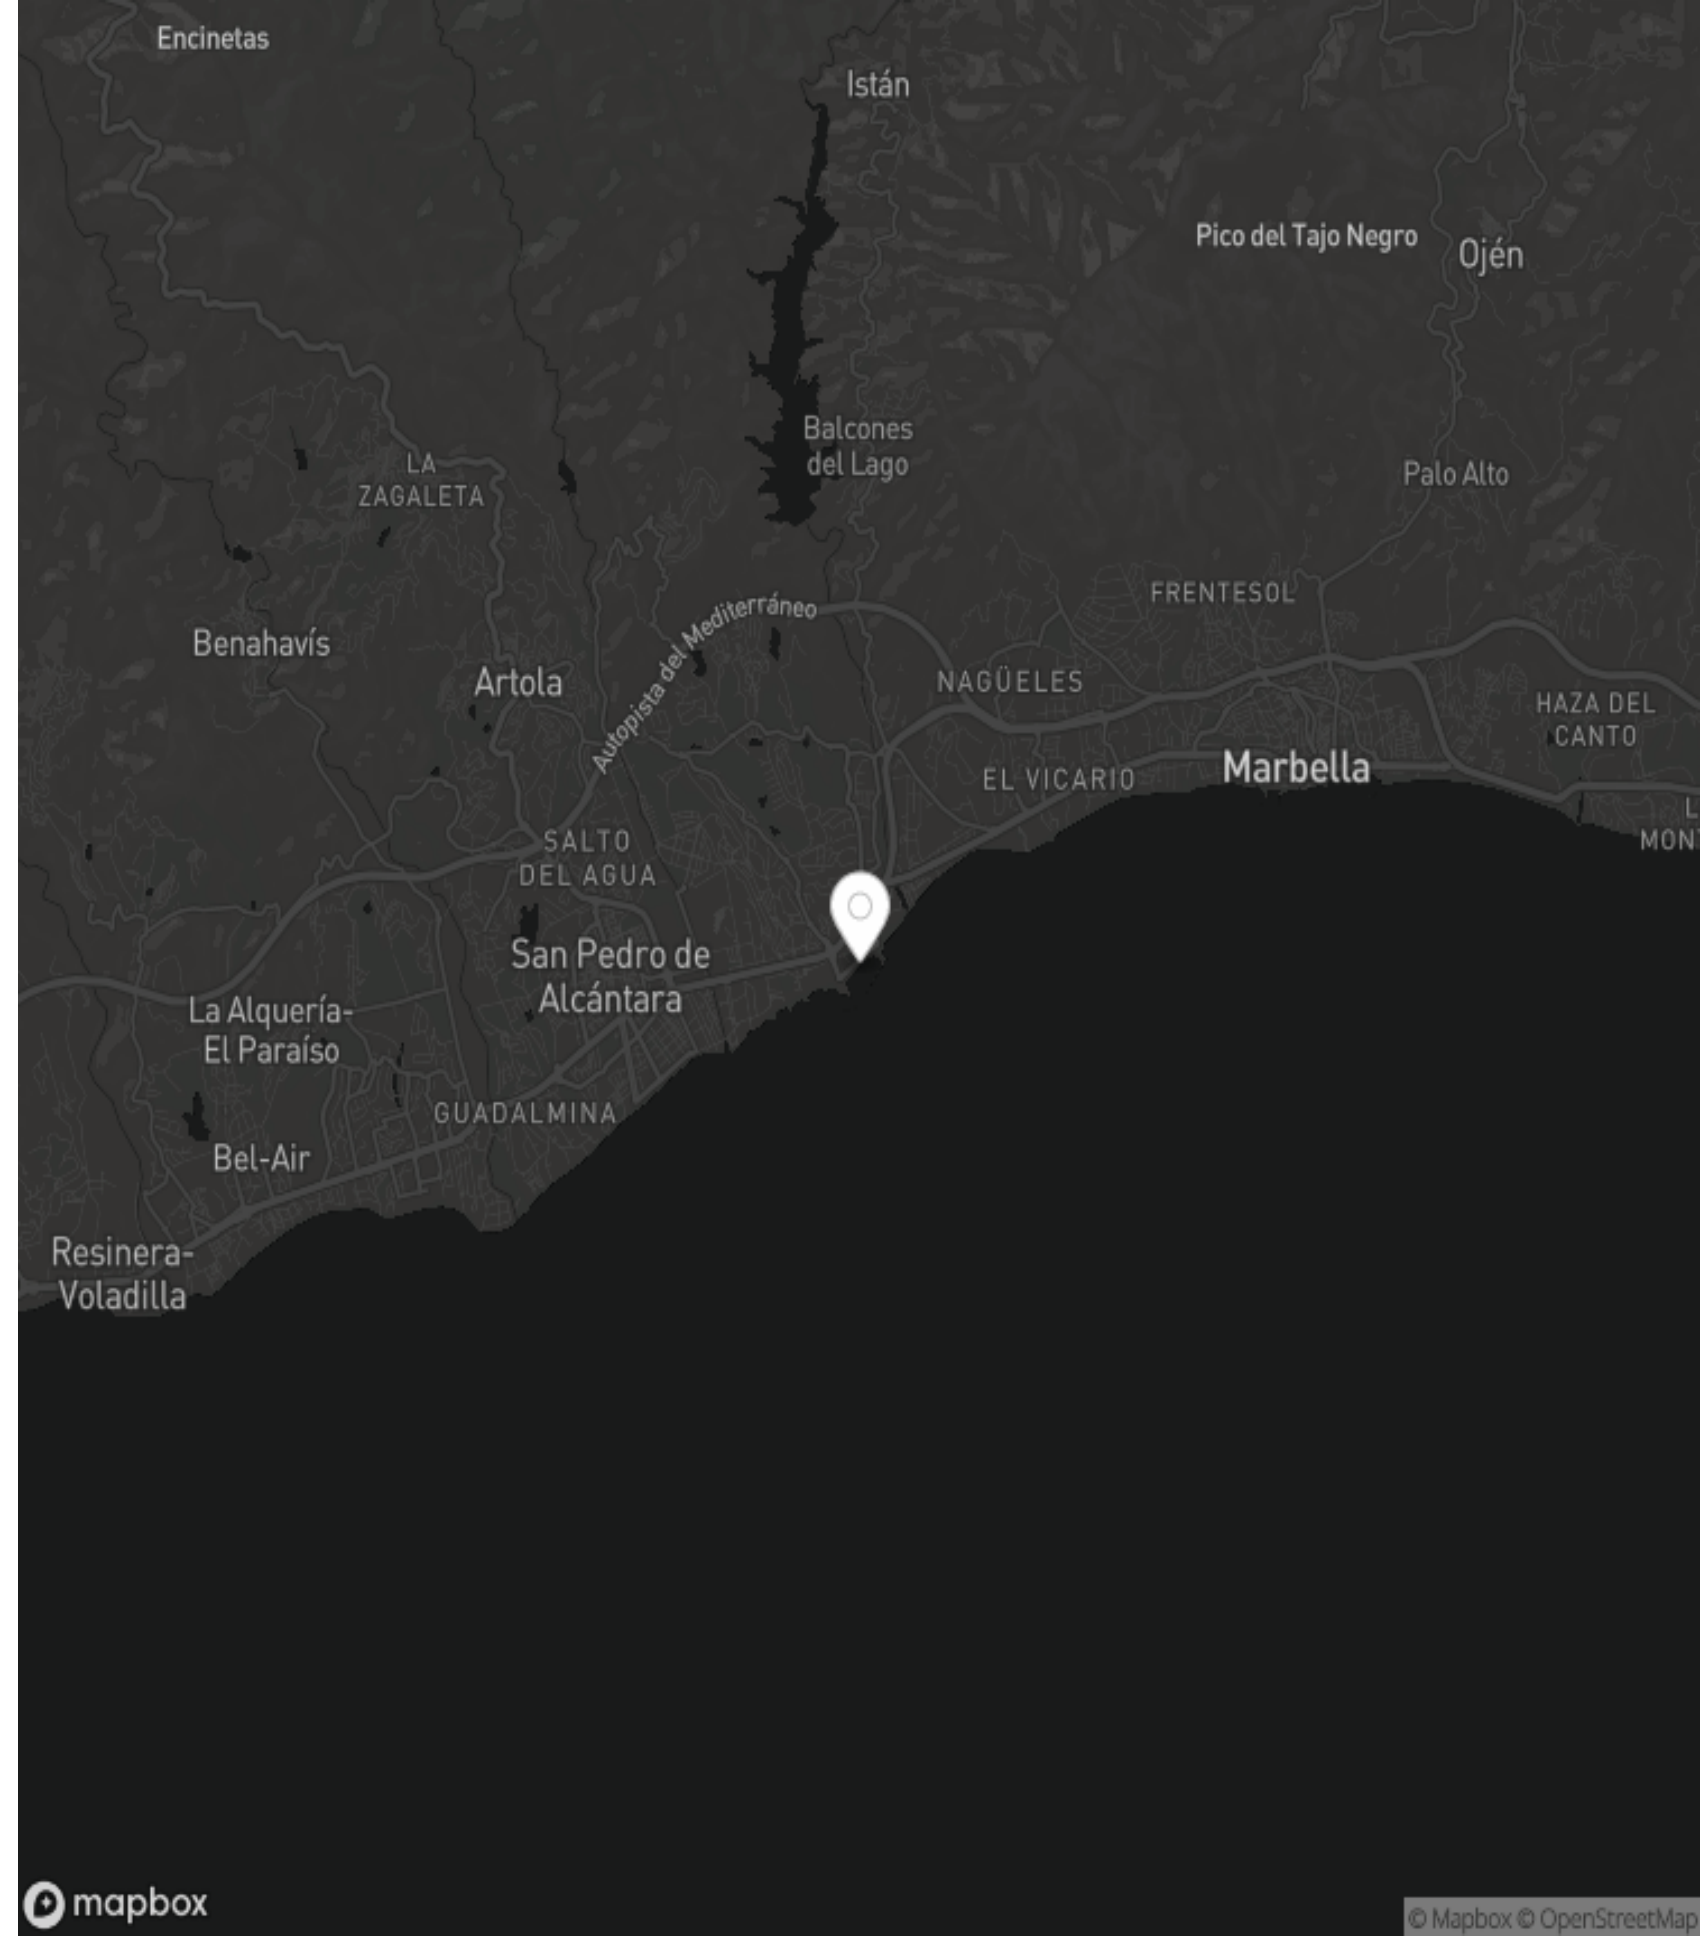 Encinetas
Istán
Pico del Tajo Negro
Ojén
Balcones
del Lago
LA
ZAGALETA
Palo Alto
FRENTESOL
Autopista del Mediterráneo
Benahavís
Artola
NAGÜELES
HAZA DEL
CANTO
EL VICARIO
Marbella
L
MON
SALTO
DEL AGUA
San Pedro de
Alcántara
La Alquería-
El Paraíso
GUADALMINA
Bel-Air
Resinera-
Voladilla
mapbox
© Mapbox © OpenStreetMap